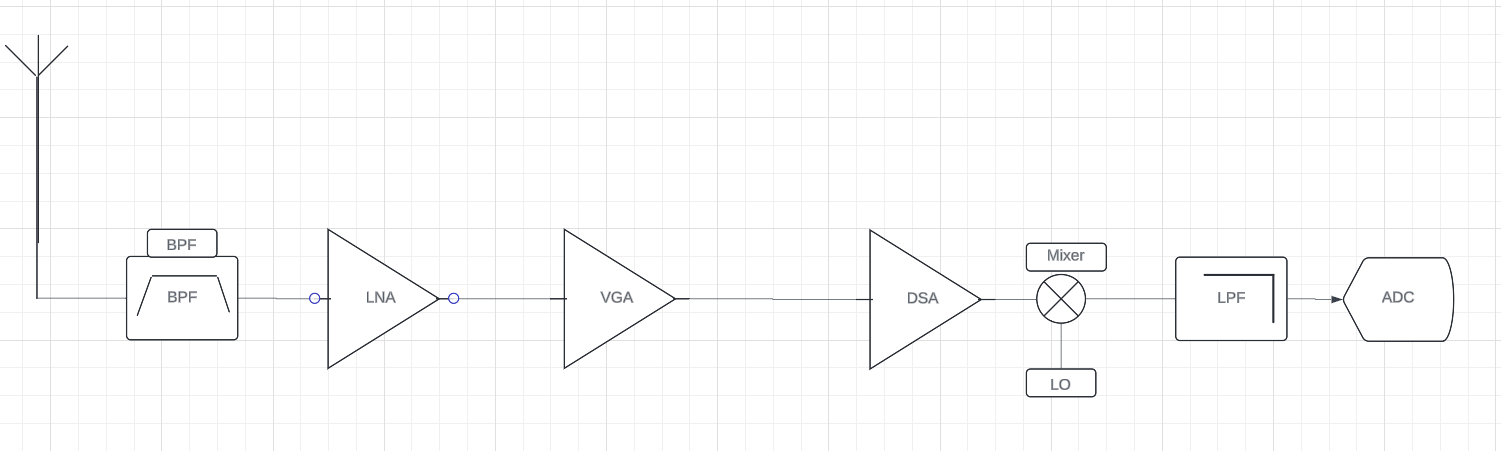 BPF
BPF
LNA
VGA
DSA
Mixer
LO
LPF
ADC